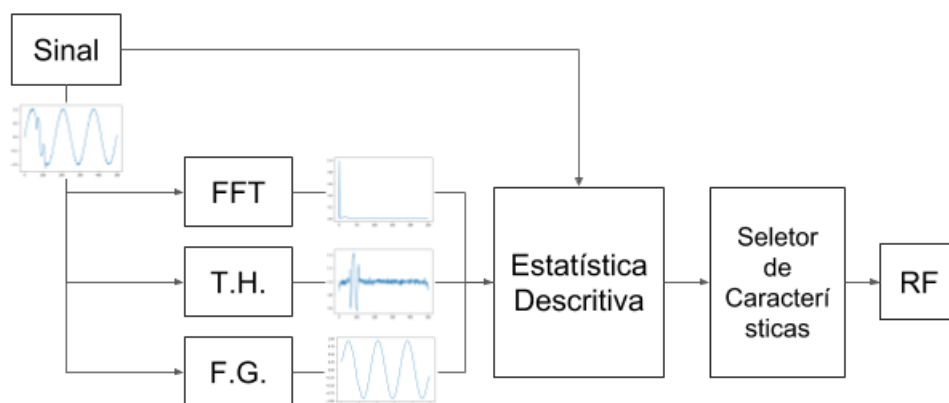 Sinal
FFT
T.H.
F.G.
Estatística
Descritiva
Seletor
de
Caracterí
sticas
RF